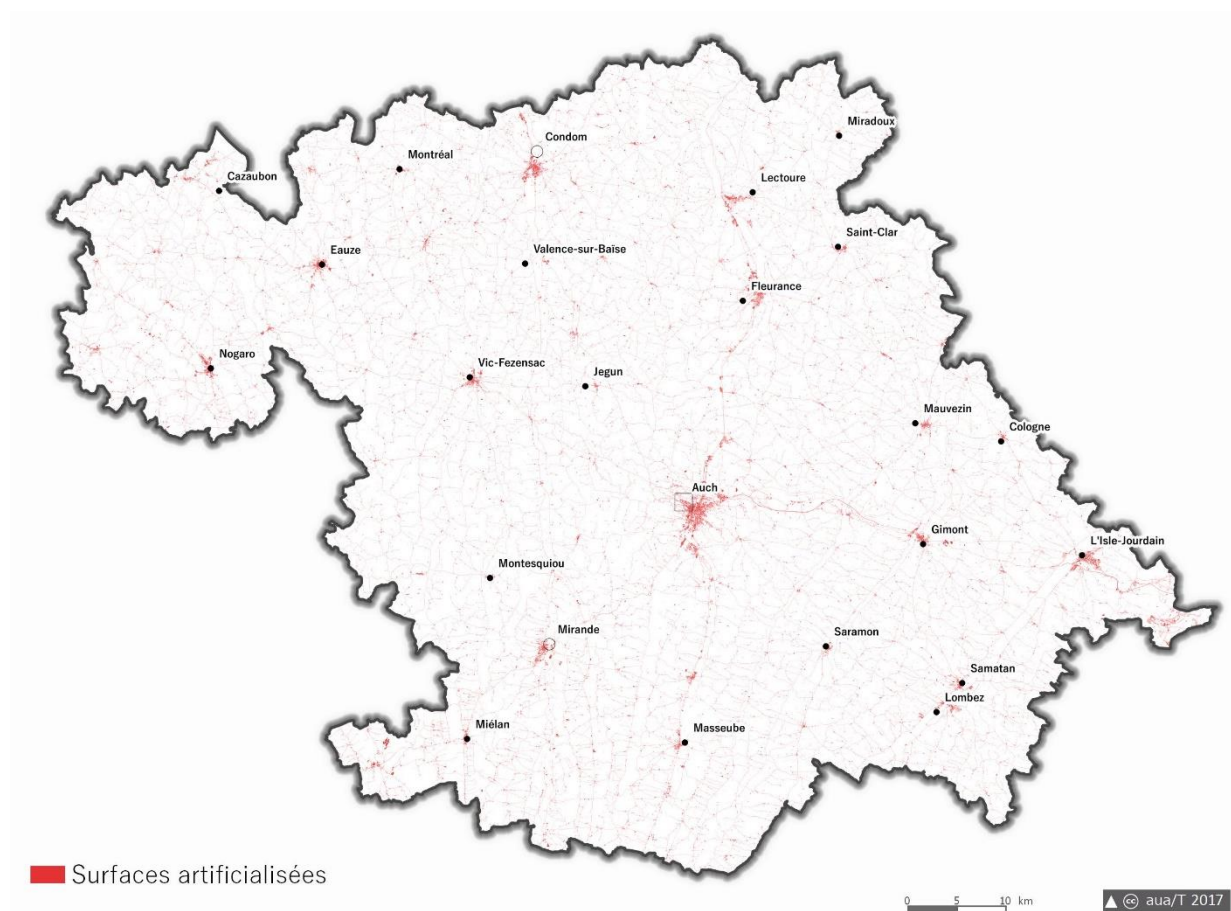 Miradoux
Condom
Montréal
Cazaubon
Lectoure
Saint-Clar
Eauze
Valence-sur-Baïse
Fleurance
Nogaro
Vic-Fezensac
Jegun
Mauvezin
Cologne
Auch
Gimont
L'Isle-Jourdain
Montesquiou
Mirande
Saramon
Samatan
Lombez
Miélan
Masseube
Surfaces artificialisées
0 5 10 km
cc aua/T 2017